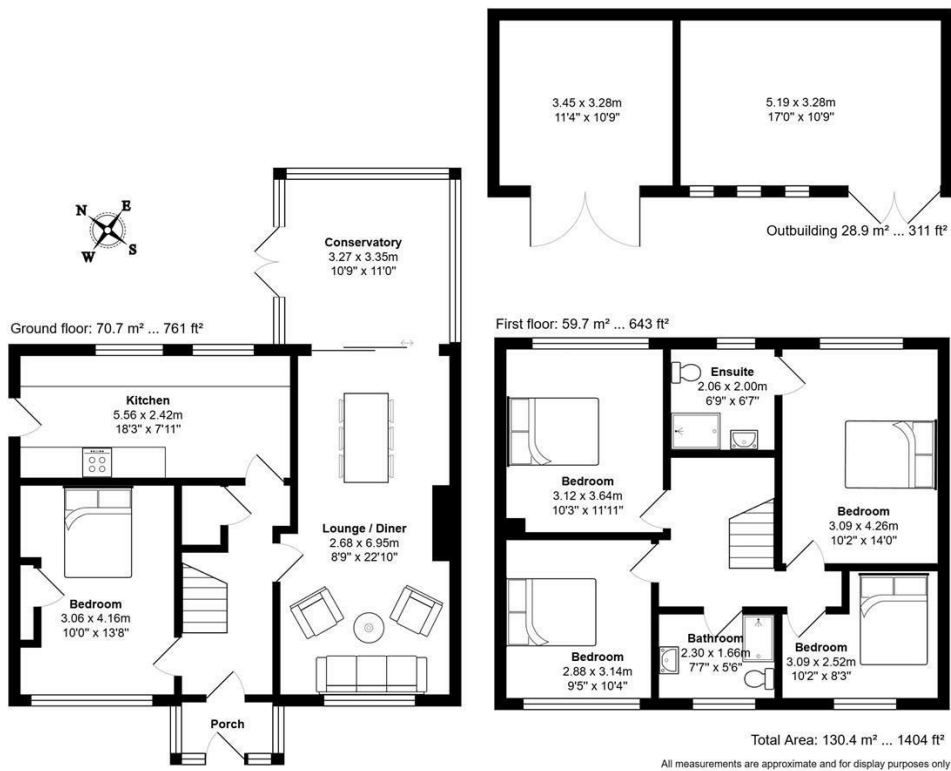 3.45 x 3.28m
11'4" x 10'9"
5.19 x 3.28m
17'0" x 10'9"
Outbuilding 28.9 m² ... 311 ft²
N
E
S
W
Conservatory
3.27 x 3.35m
10'9" x 11'0"
Ground floor: 70.7 m² ... 761 ft²
Kitchen
5.56 x 2.42m
18'3" x 7'11"
Lounge / Diner
2.68 x 6.95m
8'9" x 22'10"
Bedroom
3.06 x 4.16m
10'0" x 13'8"
Porch
First floor: 59.7 m² ... 643 ft²
Ensuite
2.06 x 2.00m
6'9" x 6'7"
Bedroom
3.12 x 3.64m
10'3" x 11'11"
Bedroom
3.09 x 4.26m
10'2" x 14'0"
Bedroom
2.88 x 3.14m
9'5" x 10'4"
Bathroom
2.30 x 1.66m
7'7" x 5'6"
Bedroom
3.09 x 2.52m
10'2" x 8'3"
Total Area: 130.4 m² ... 1404 ft²
All measurements are approximate and for display purposes only